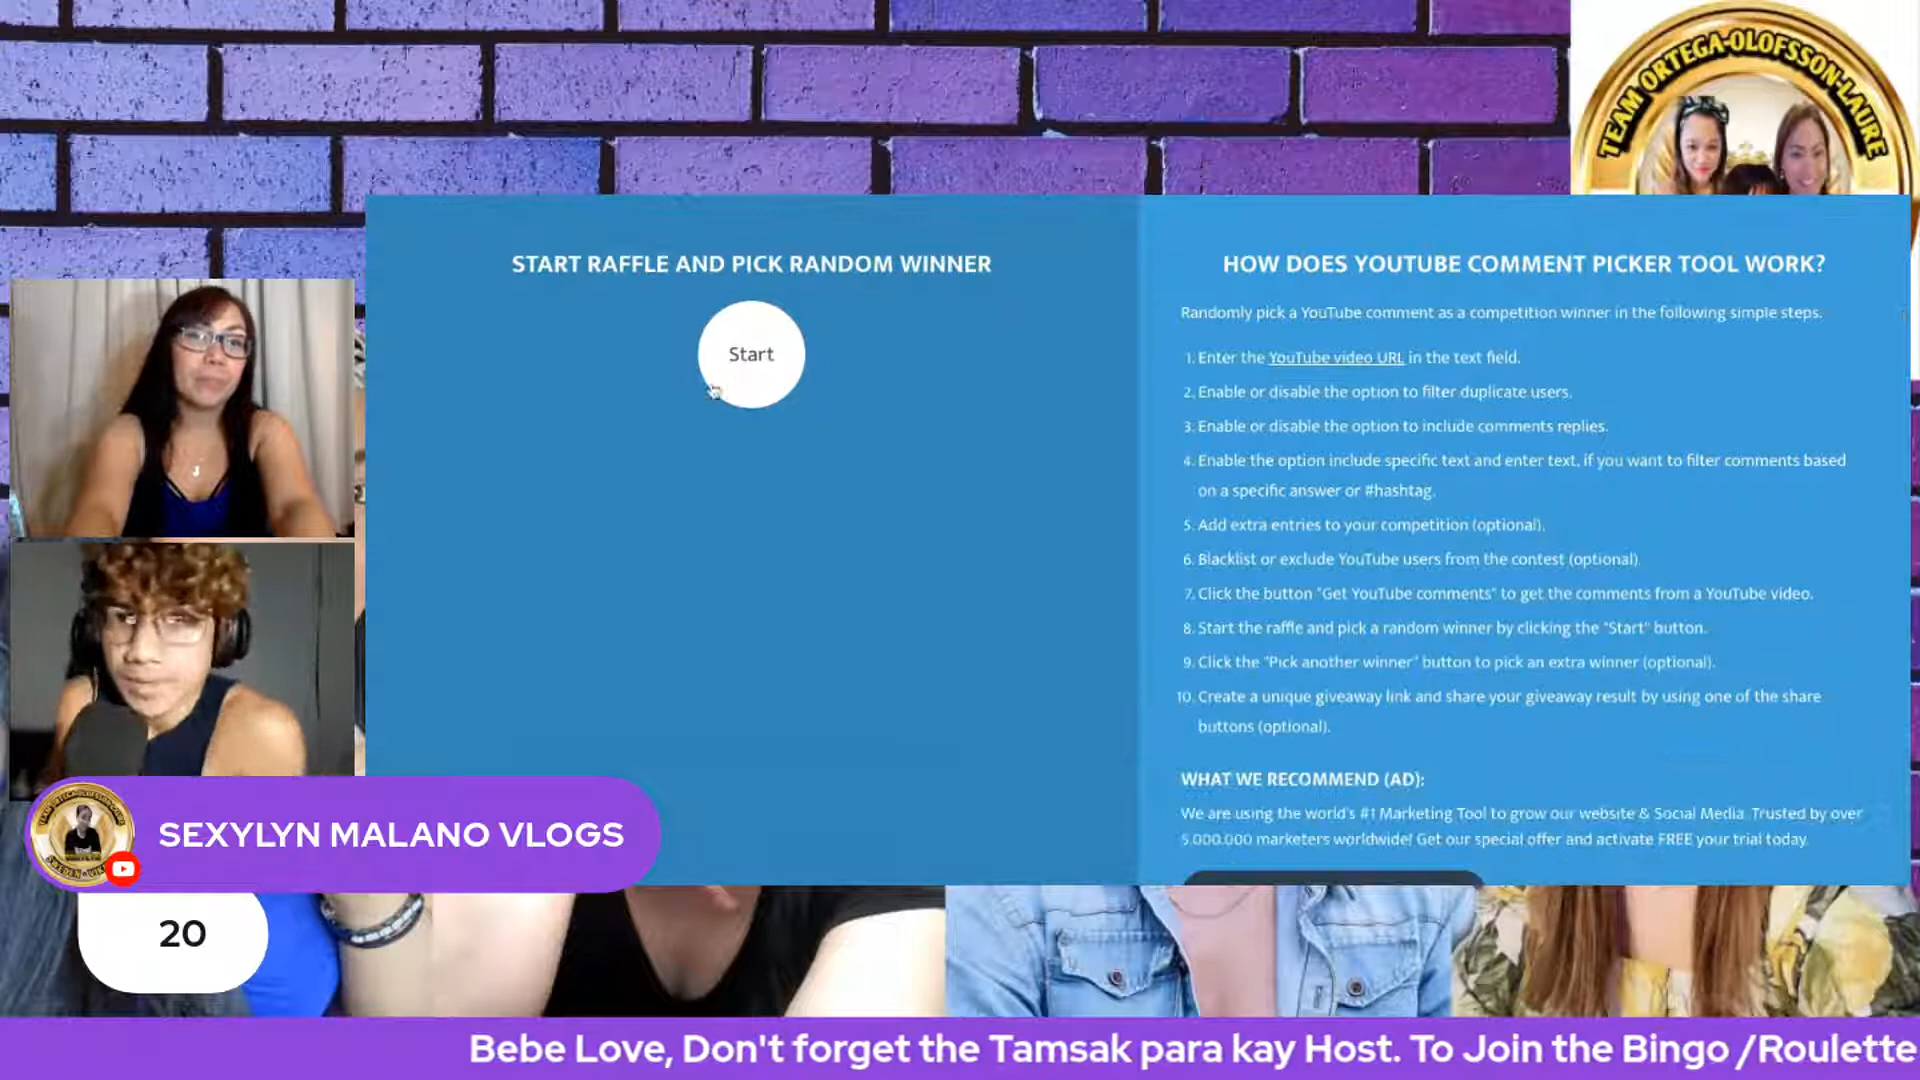 TEAM ORTEGA-OLOFSSON-LAURE
START RAFFLE AND PICK RANDOM WINNER
Start
HOW DOES YOUTUBE COMMENT PICKER TOOL WORK?
Randomly pick a YouTube comment as a competition winner in the following simple steps.
1. Enter the YouTube video URL in the text field.
2. Enable or disable the option to filter duplicate users.
3. Enable or disable the option to include comments replies.
4. Enable the option include specific text and enter text, if you want to filter comments based
on a specific answer or #hashtag.
5. Add extra entries to your competition (optional).
6. Blacklist or exclude YouTube users from the contest (optional).
7. Click the button "Get YouTube comments" to get the comments from a YouTube video.
8. Start the raffle and pick a random winner by clicking the "Start" button.
9. Click the "Pick another winner" button to pick an extra winner (optional).
10. Create a unique giveaway link and share your giveaway result by using one of the share
buttons (optional).
WHAT WE RECOMMEND (AD):
We are using the world's #1 Marketing Tool to grow our website & Social Media. Trusted by over
5.000.000 marketers worldwide! Get our special offer and activate FREE your trial today.
SEXYLYN MALANO VLOGS
20
Bebe Love, Don't forget the Tamsak para kay Host. To Join the Bingo /Roulette